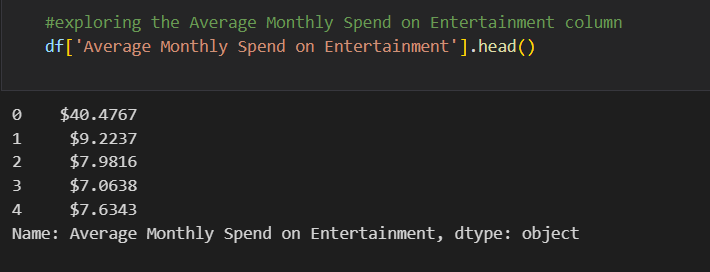 #exploring the Average Monthly Spend on Entertainment column
df['Average Monthly Spend on Entertainment'].head()
0    $40.4767
1     $9.2237
2     $7.9816
3     $7.0638
4     $7.6343
Name: Average Monthly Spend on Entertainment, dtype: object